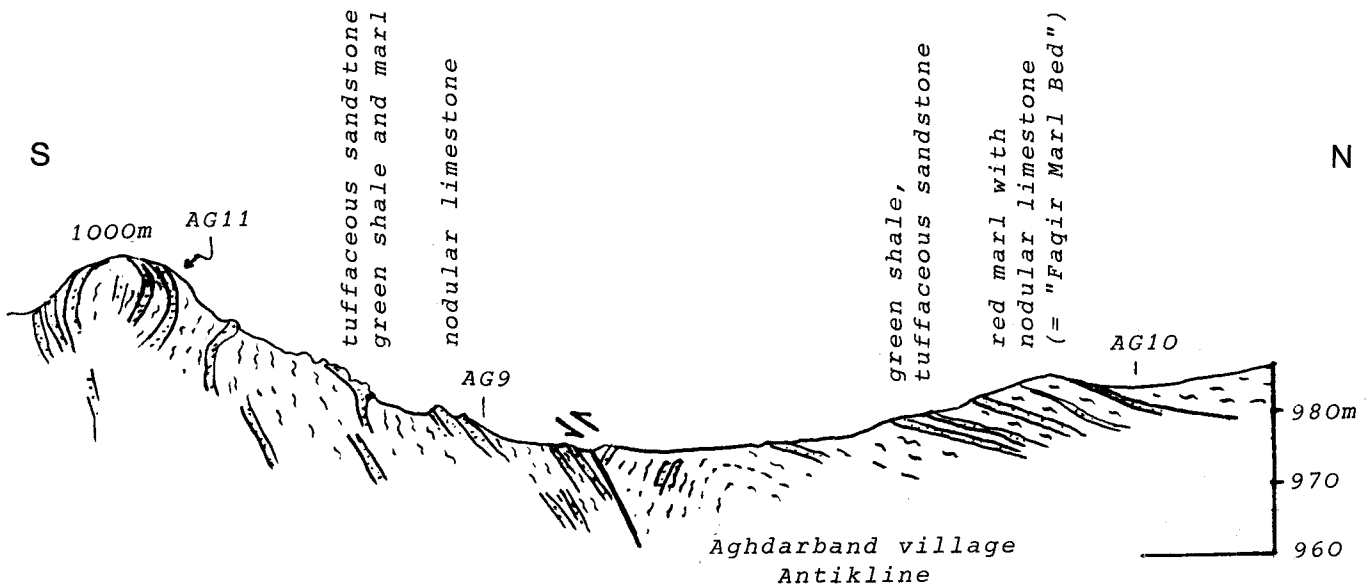 S
N
tuffaceous sandstone
green shale and marl
nodular limestone
green shale,
tuffaceous sandstone
red marl with
nodular limestone
(= "Faqir Marl Bed")
1000m
AG11
AG9
AG10
980m
970
960
Aghdarband village
Antikline